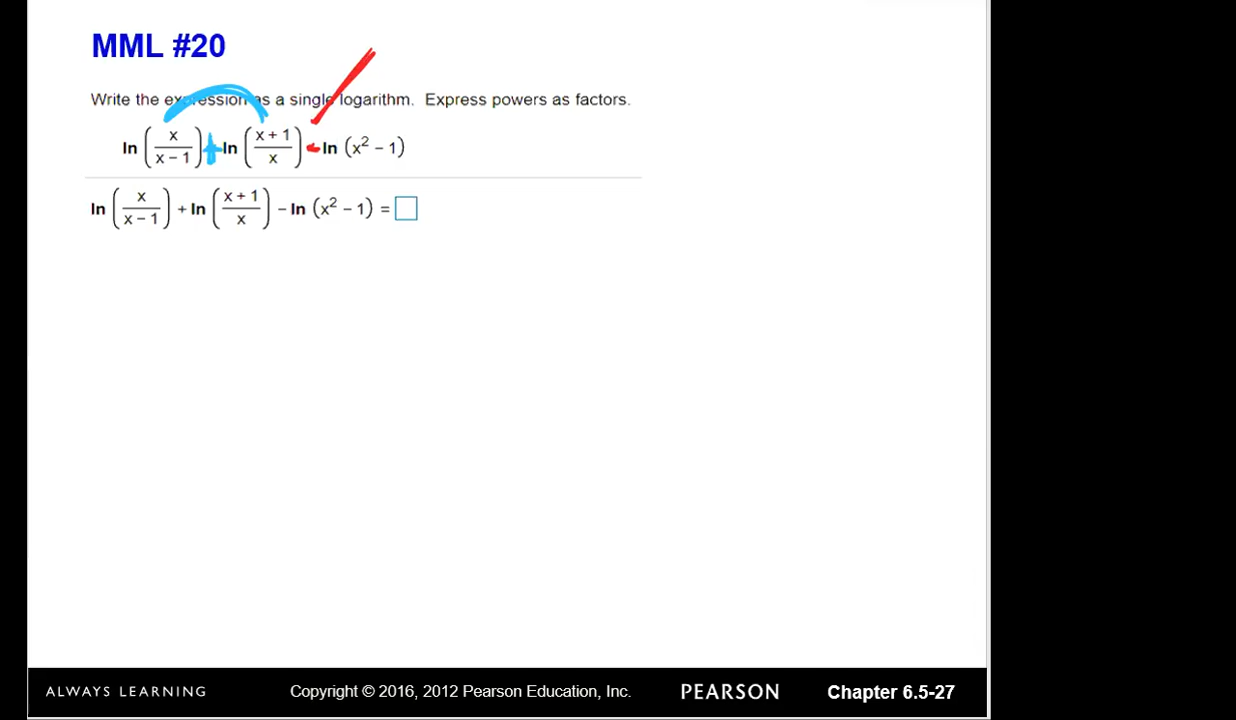 MML #20
Write the expression as a single logarithm. Express powers as factors.
ln (x / x − 1) + ln (x + 1 / x) − ln (x² − 1)
ln (x / x − 1) + ln (x + 1 / x) − ln (x² − 1) = □
ALWAYS LEARNING Copyright © 2016, 2012 Pearson Education, Inc. PEARSON Chapter 6.5-27